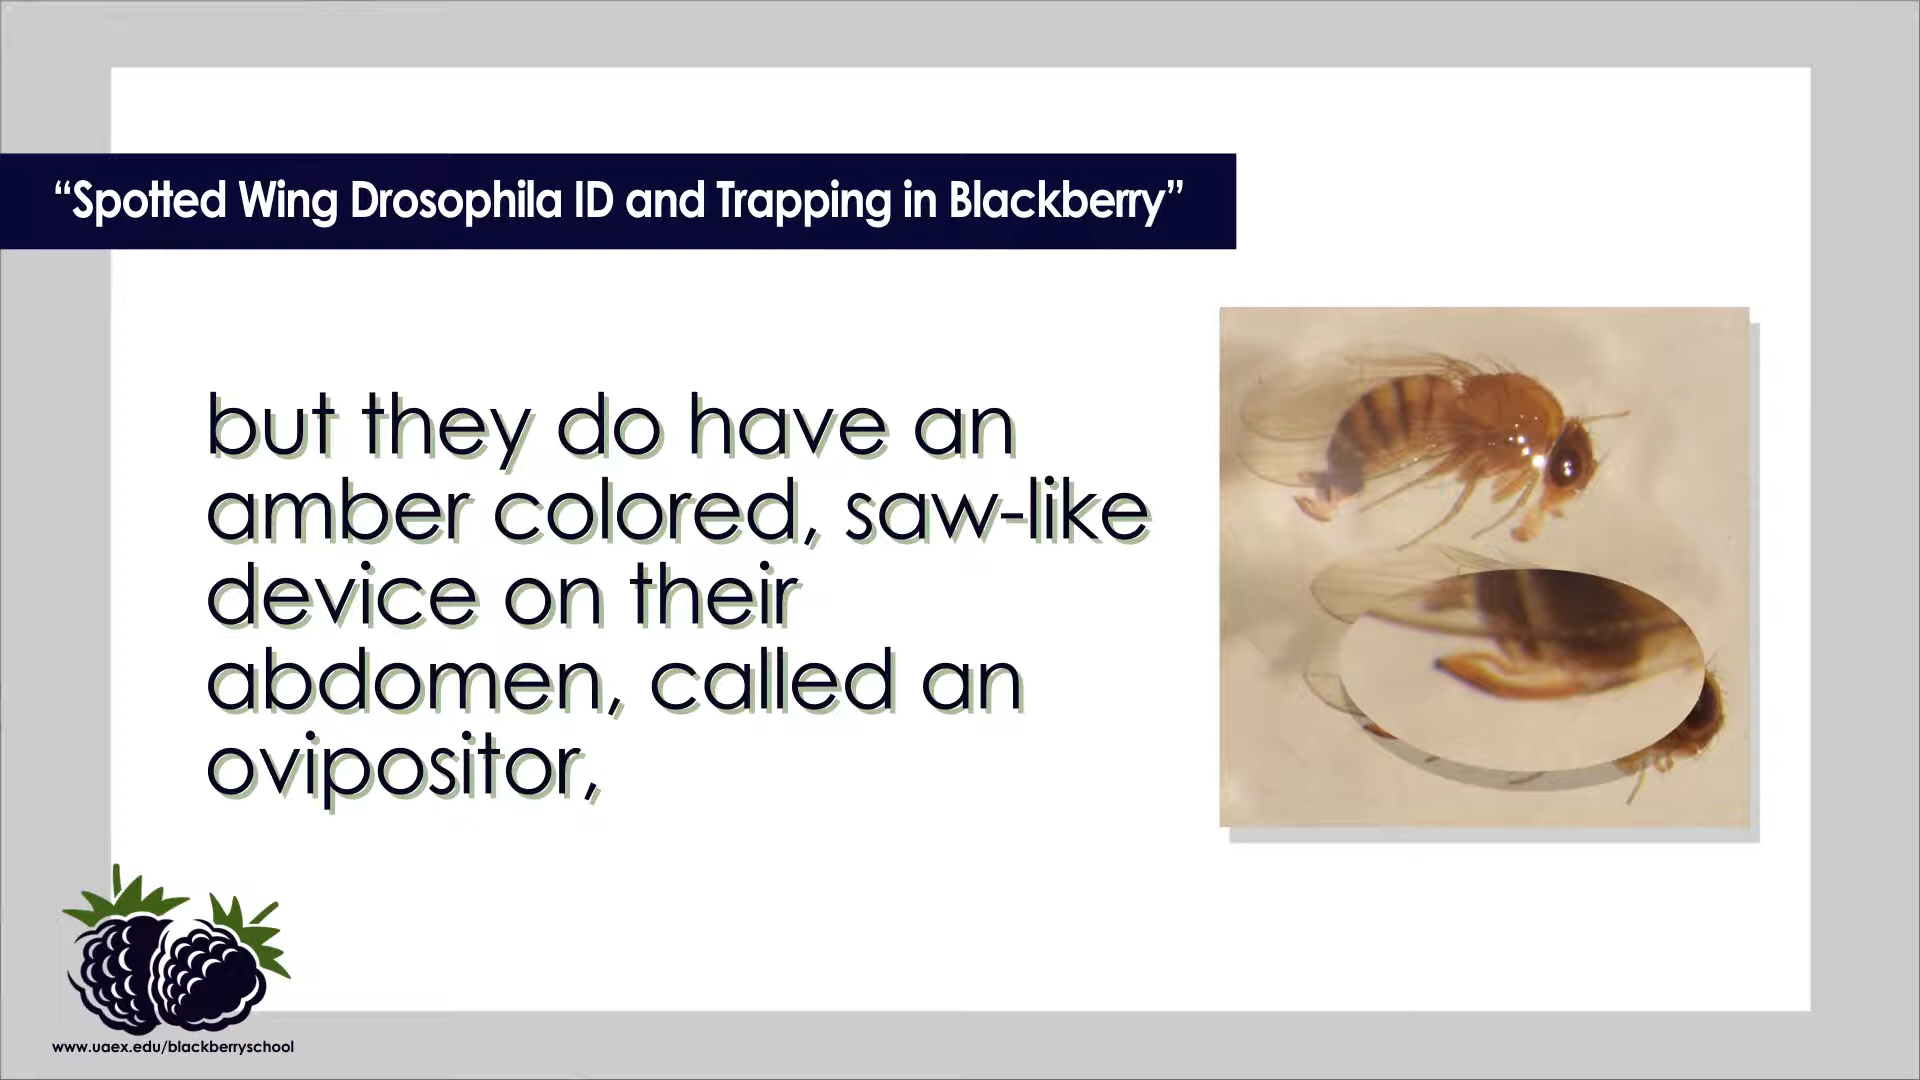 “Spotted Wing Drosophila ID and Trapping in Blackberry”
but they do have an
amber colored, saw-like
device on their
abdomen, called an
ovipositor,
www.uaex.edu/blackberryschool